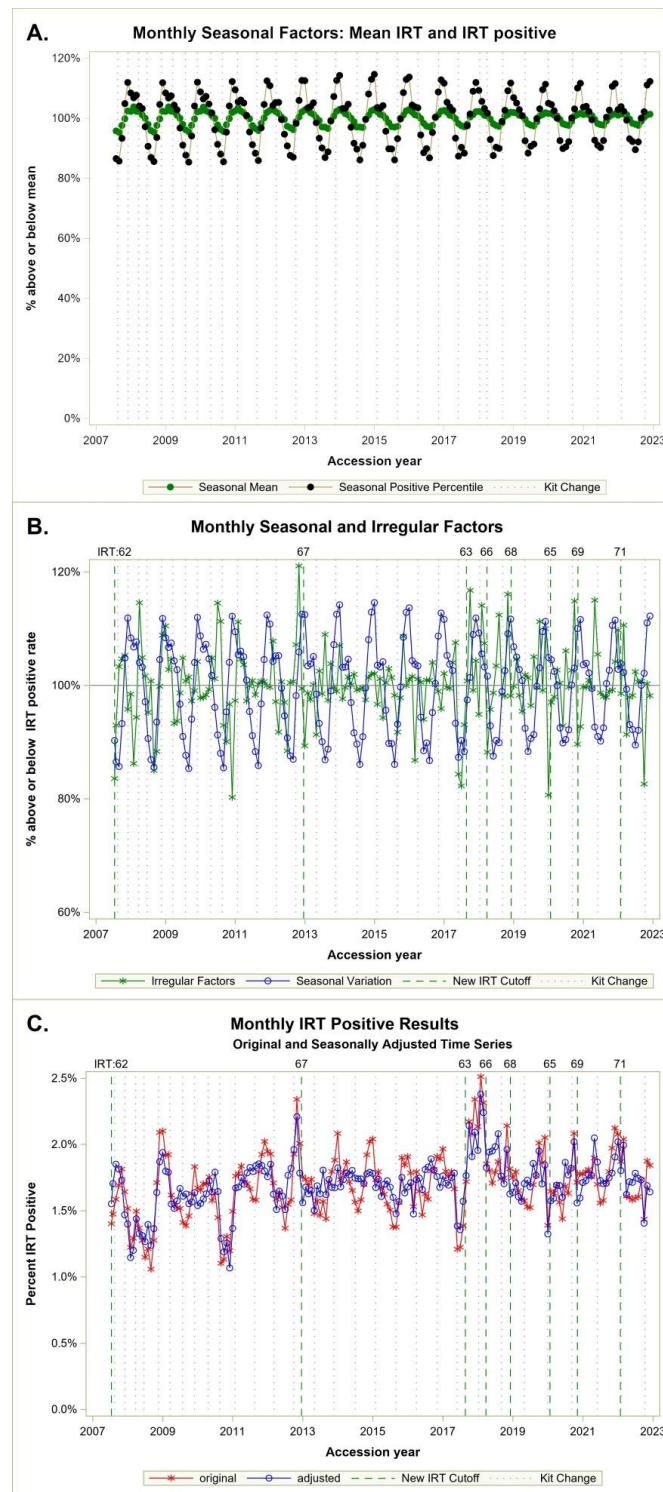 A.
Monthly Seasonal Factors: Mean IRT and IRT positive
120%
100%
80%
60%
40%
20%
0%
% above or below mean
2007 2009 2011 2013 2015 2017 2019 2021 2023
Accession year
Seasonal Mean Seasonal Positive Percentile Kit Change
B.
Monthly Seasonal and Irregular Factors
IRT:62 67 63 66 68 65 69 71
120%
100%
80%
60%
% above or below IRT positive rate
2007 2009 2011 2013 2015 2017 2019 2021 2023
Accession year
Irregular Factors Seasonal Variation New IRT Cutoff Kit Change
C.
Monthly IRT Positive Results
Original and Seasonally Adjusted Time Series
IRT:62 67 63 66 68 65 69 71
2.5%
2.0%
1.5%
1.0%
0.5%
0.0%
Percent IRT Positive
2007 2009 2011 2013 2015 2017 2019 2021 2023
Accession year
original adjusted New IRT Cutoff Kit Change